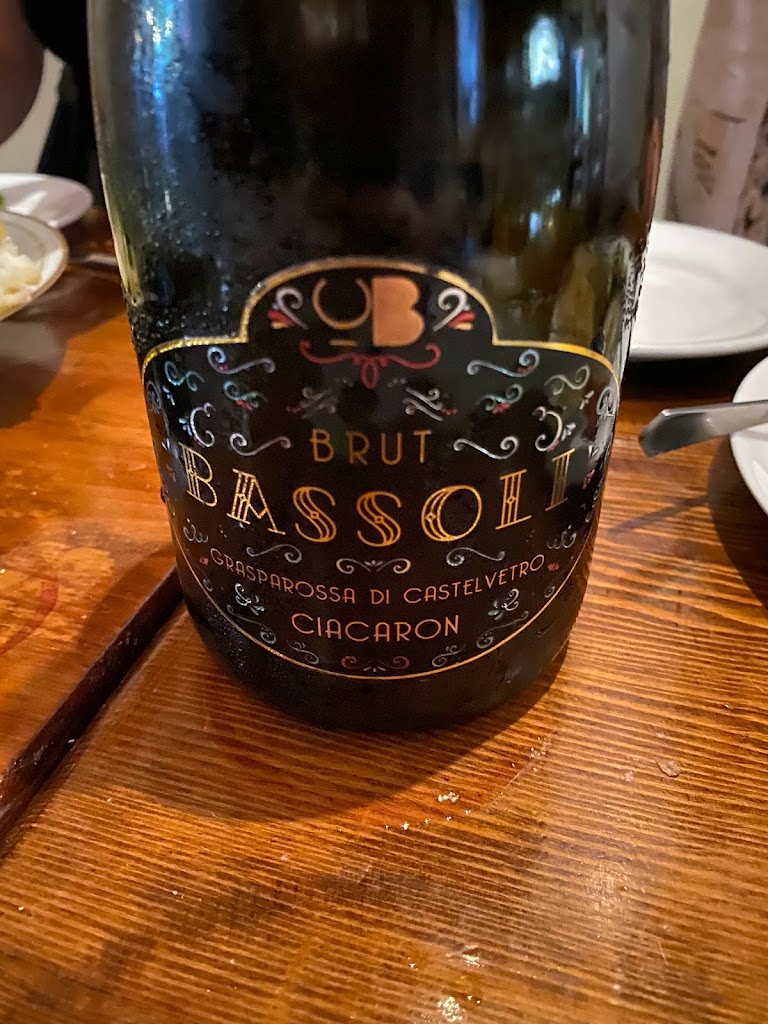 UB
BRUT
BASSOLI
GRASPAROSSA DI CASTELVETRO
CIACARON